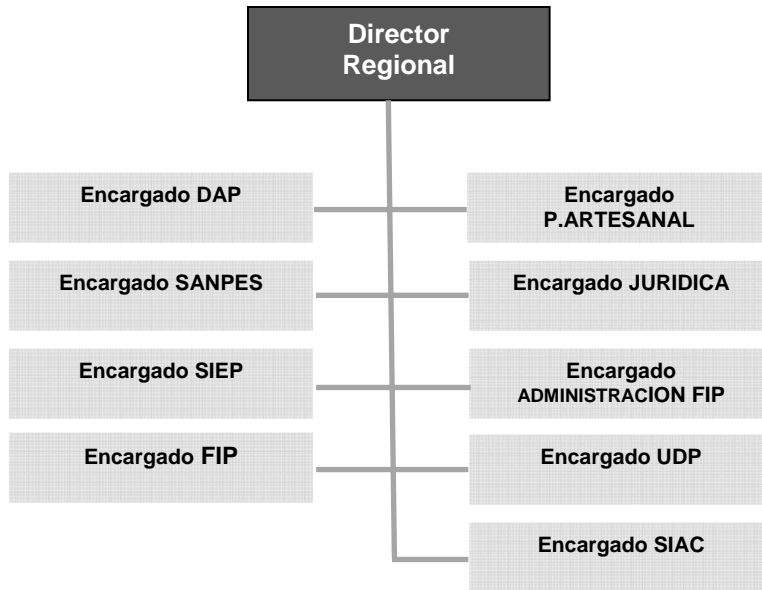 Director
Regional
Encargado DAP
Encargado
P.ARTESANAL
Encargado SANPES
Encargado JURIDICA
Encargado SIEP
Encargado
ADMINISTRACION FIP
Encargado FIP
Encargado UDP
Encargado SIAC